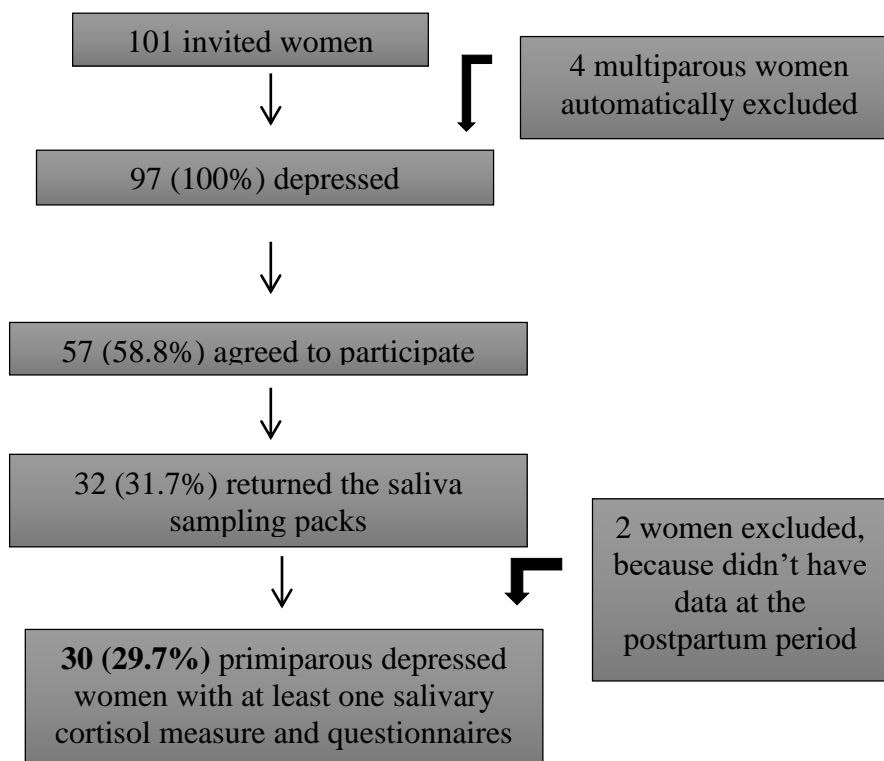 101 invited women
4 multiparous women
automatically excluded
97 (100%) depressed
57 (58.8%) agreed to participate
32 (31.7%) returned the saliva
sampling packs
2 women excluded,
because didn’t have
data at the
postpartum period
30 (29.7%) primiparous depressed
women with at least one salivary
cortisol measure and questionnaires